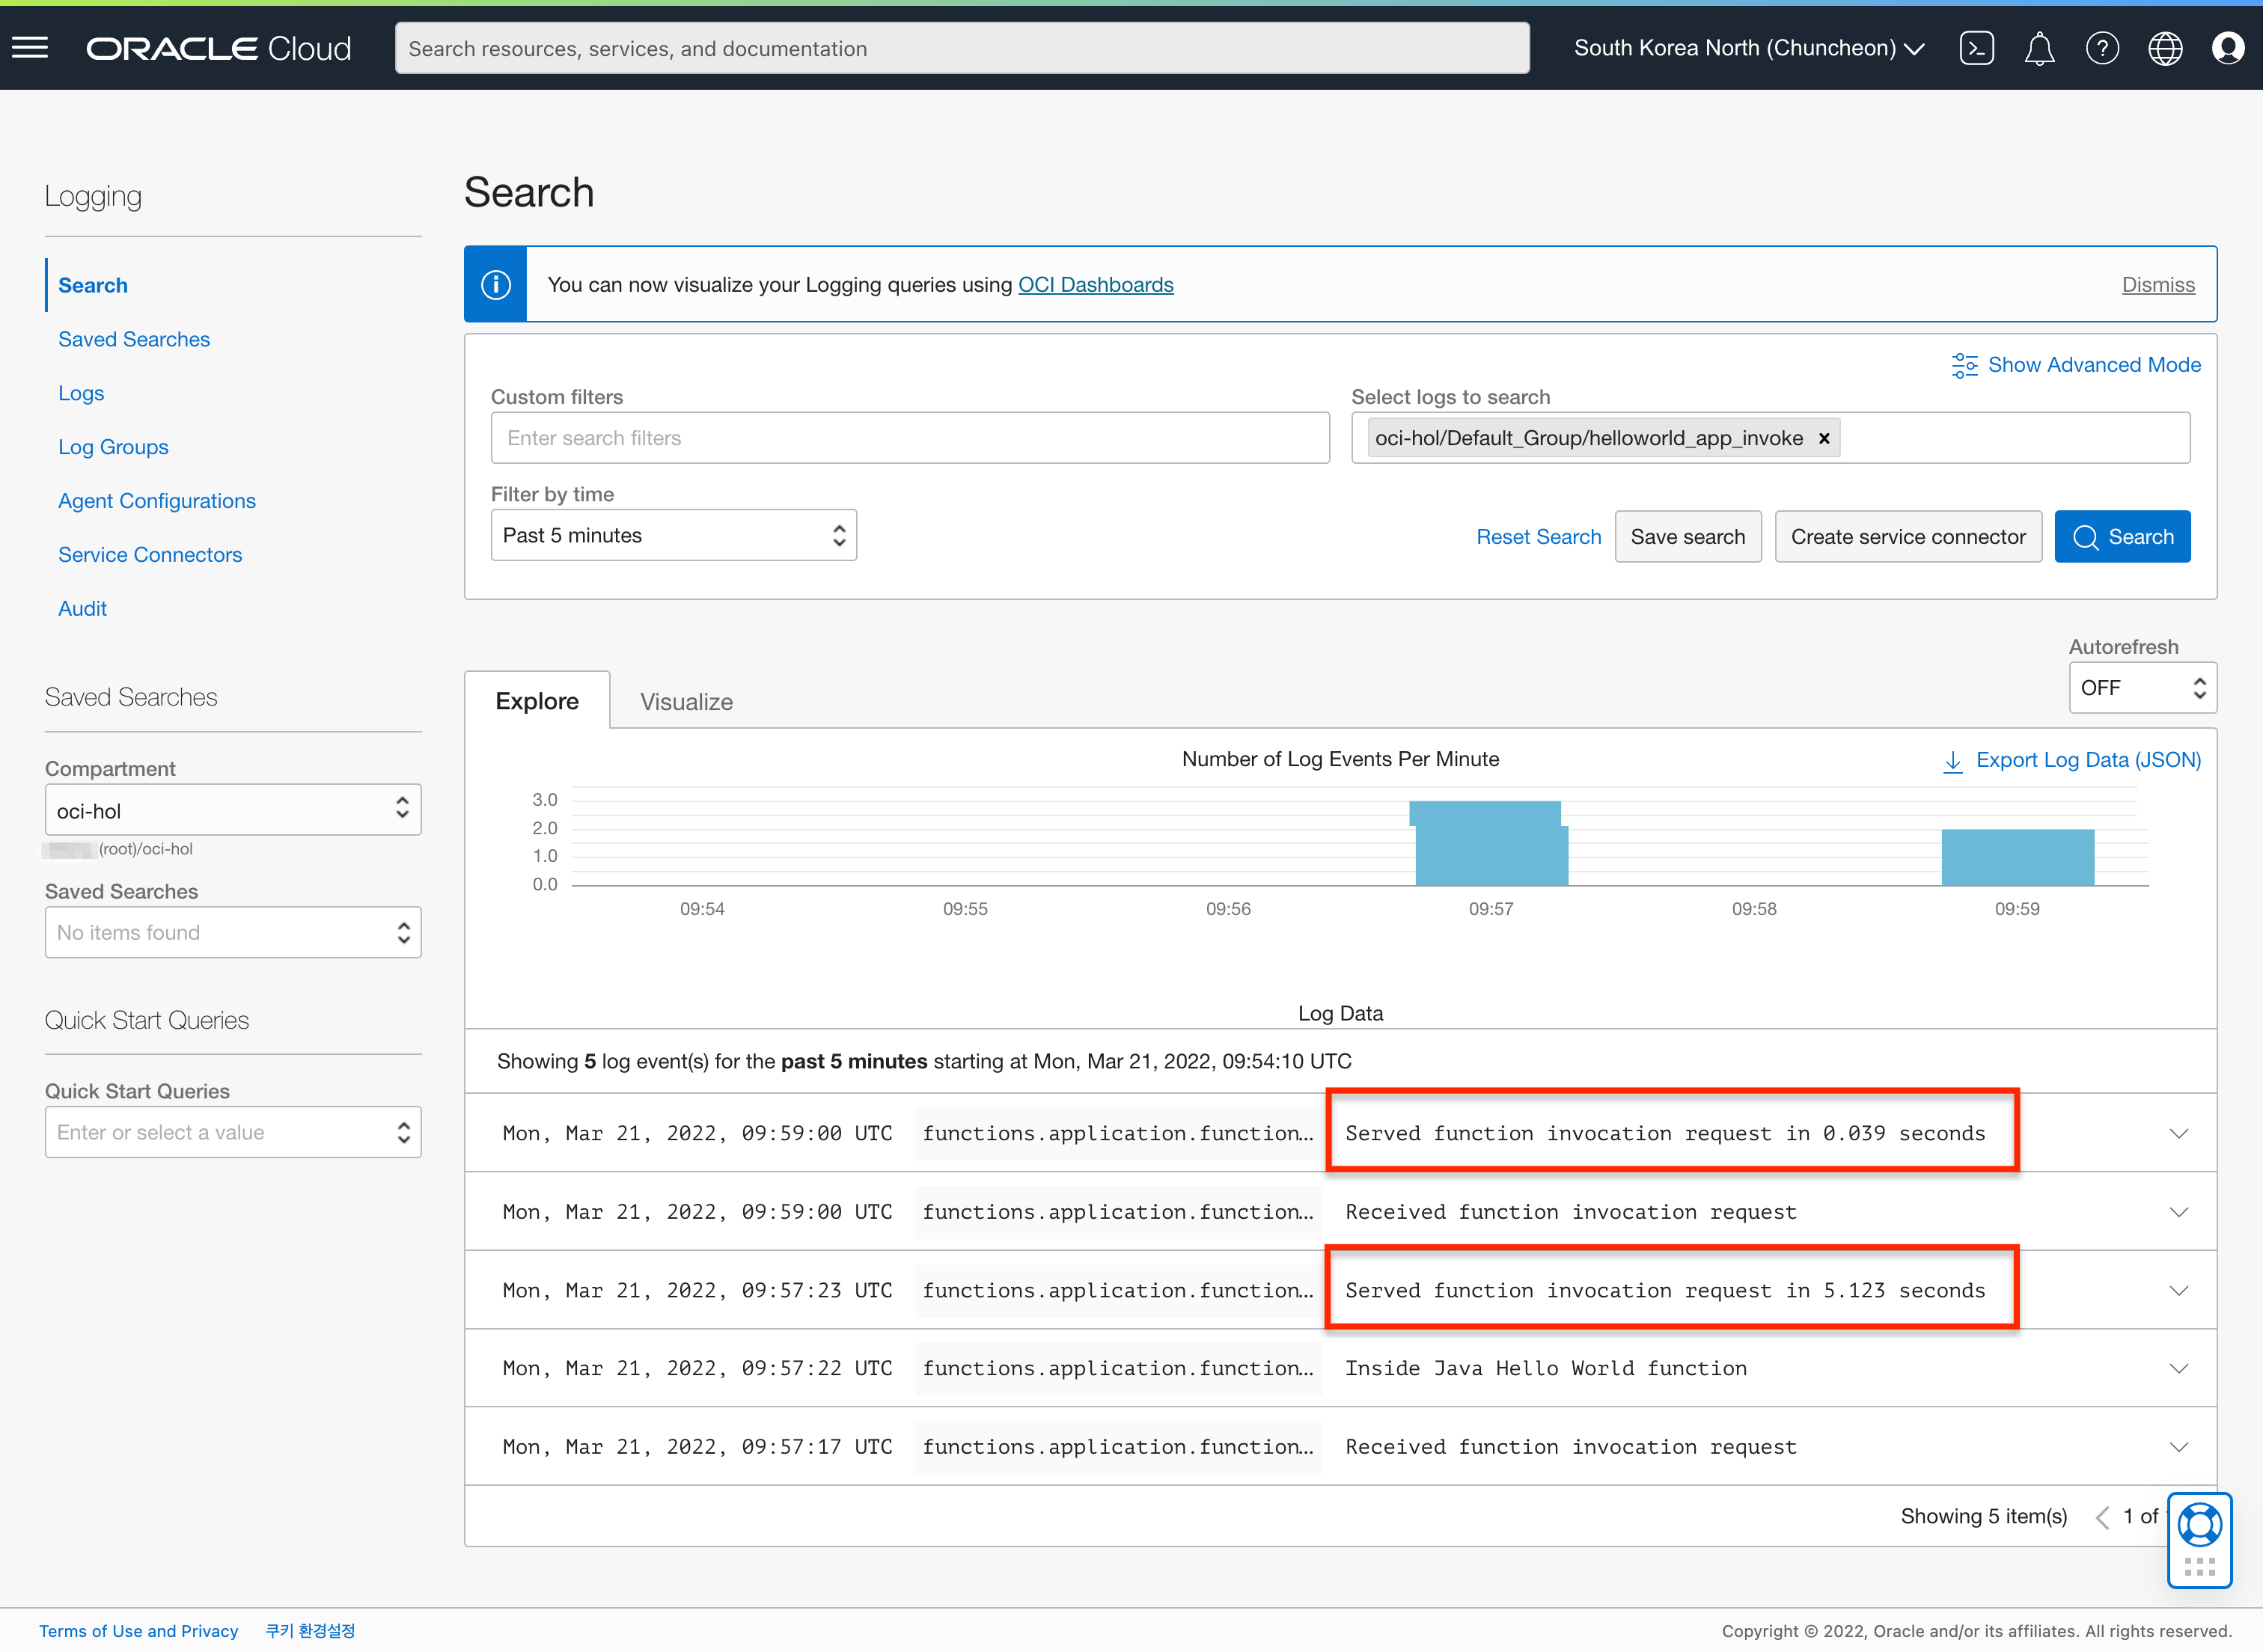 ORACLE Cloud
Search resources, services, and documentation
South Korea North (Chuncheon)
Logging
Search
Saved Searches
Logs
Log Groups
Agent Configurations
Service Connectors
Audit
Saved Searches
Compartment
oci-hol
(root)/oci-hol
Saved Searches
No items found
Quick Start Queries
Quick Start Queries
Enter or select a value
Search
You can now visualize your Logging queries using OCI Dashboards
Dismiss
Show Advanced Mode
Custom filters
Enter search filters
Select logs to search
oci-hol/Default_Group/helloworld_app_invoke ×
Filter by time
Past 5 minutes
Reset Search
Save search
Create service connector
Search
Autorefresh
OFF
Explore
Visualize
Number of Log Events Per Minute
Export Log Data (JSON)
3.0
2.0
1.0
0.0
09:54 09:55 09:56 09:57 09:58 09:59
Log Data
Showing 5 log event(s) for the past 5 minutes starting at Mon, Mar 21, 2022, 09:54:10 UTC
Mon, Mar 21, 2022, 09:59:00 UTC functions.application.function... Served function invocation request in 0.039 seconds
Mon, Mar 21, 2022, 09:59:00 UTC functions.application.function... Received function invocation request
Mon, Mar 21, 2022, 09:57:23 UTC functions.application.function... Served function invocation request in 5.123 seconds
Mon, Mar 21, 2022, 09:57:22 UTC functions.application.function... Inside Java Hello World function
Mon, Mar 21, 2022, 09:57:17 UTC functions.application.function... Received function invocation request
Showing 5 item(s) 1 of
Terms of Use and Privacy 쿠키 환경설정
Copyright © 2022, Oracle and/or its affiliates. All rights reserved.